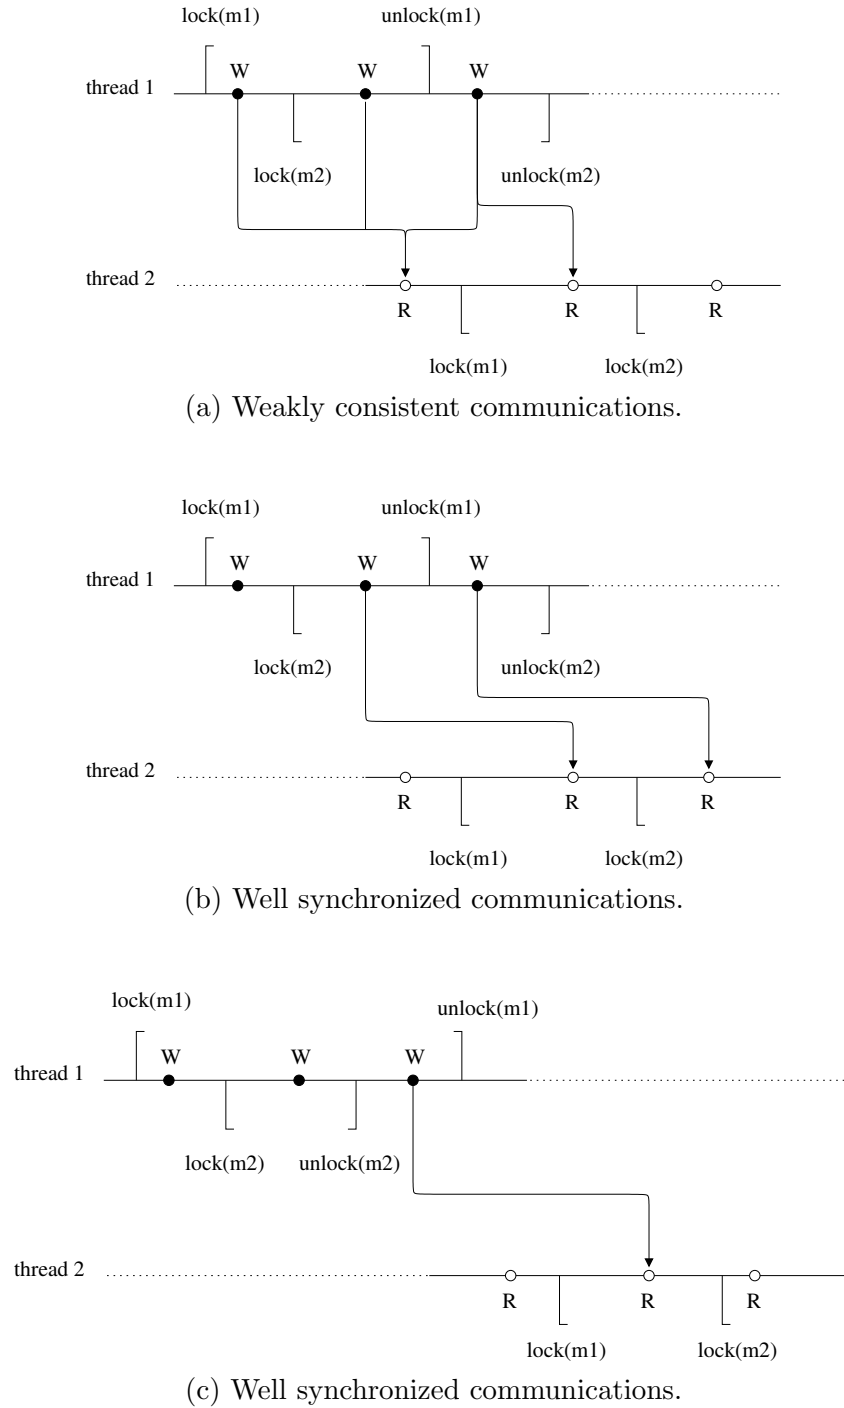 lock(m1) unlock(m1)
W W W
thread 1
lock(m2) unlock(m2)
thread 2
R R R
lock(m1) lock(m2)
(a) Weakly consistent communications.
lock(m1) unlock(m1)
W W W
thread 1
lock(m2) unlock(m2)
thread 2
R R R
lock(m1) lock(m2)
(b) Well synchronized communications.
lock(m1) unlock(m1)
W W W
thread 1
lock(m2) unlock(m2)
thread 2
R R R
lock(m1) lock(m2)
(c) Well synchronized communications.